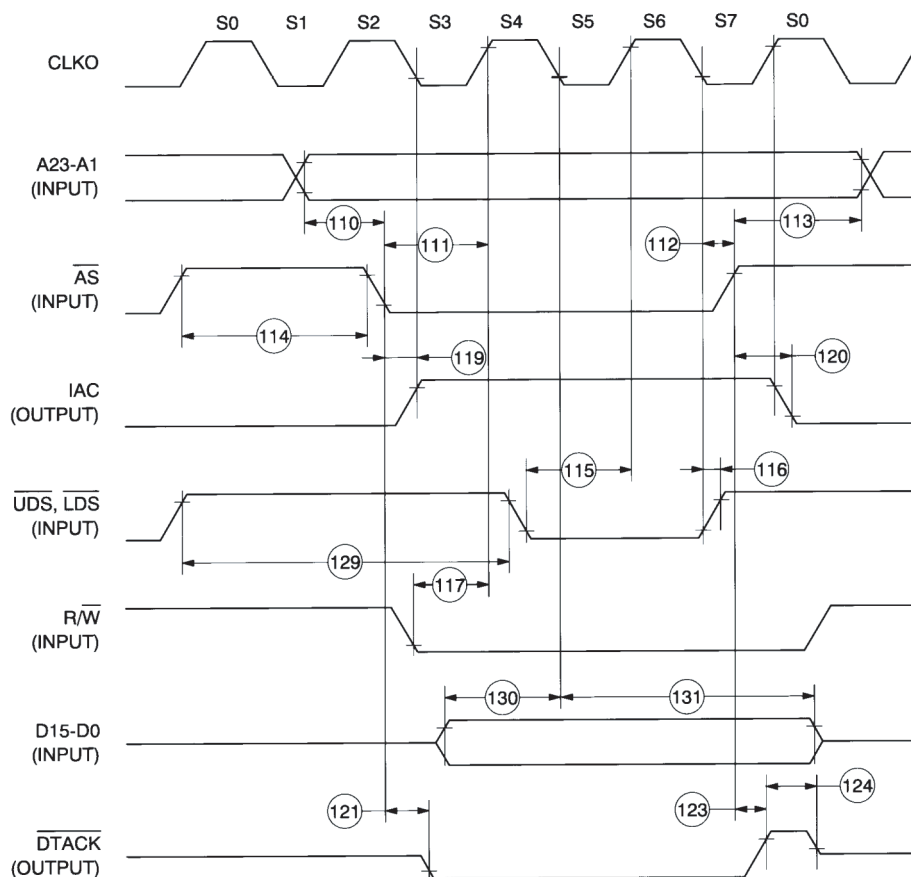 S0 S1 S2 S3 S4 S5 S6 S7 S0
CLKO
A23-A1
(INPUT)
110
111
112
113
AS
(INPUT)
114
119
120
IAC
(OUTPUT)
115
116
UDS, LDS
(INPUT)
129
117
R/W
(INPUT)
130
131
D15-D0
(INPUT)
121
123
124
DTACK
(OUTPUT)